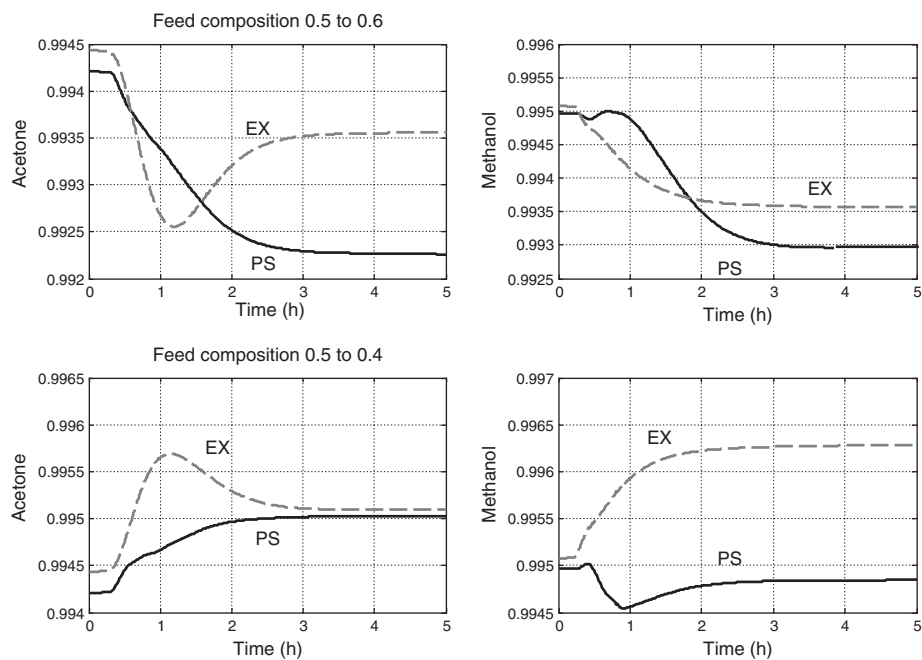 Feed composition 0.5 to 0.6
0.9945
0.994
0.9935
0.993
0.9925
0.992
Acetone
EX
PS
0 1 2 3 4 5
Time (h)
0.996
0.9955
0.995
0.9945
0.994
0.9935
0.993
0.9925
Methanol
EX
PS
0 1 2 3 4 5
Time (h)
Feed composition 0.5 to 0.4
0.9965
0.996
0.9955
0.995
0.9945
0.994
Acetone
EX
PS
0 1 2 3 4 5
Time (h)
0.997
0.9965
0.996
0.9955
0.995
0.9945
Methanol
EX
PS
0 1 2 3 4 5
Time (h)